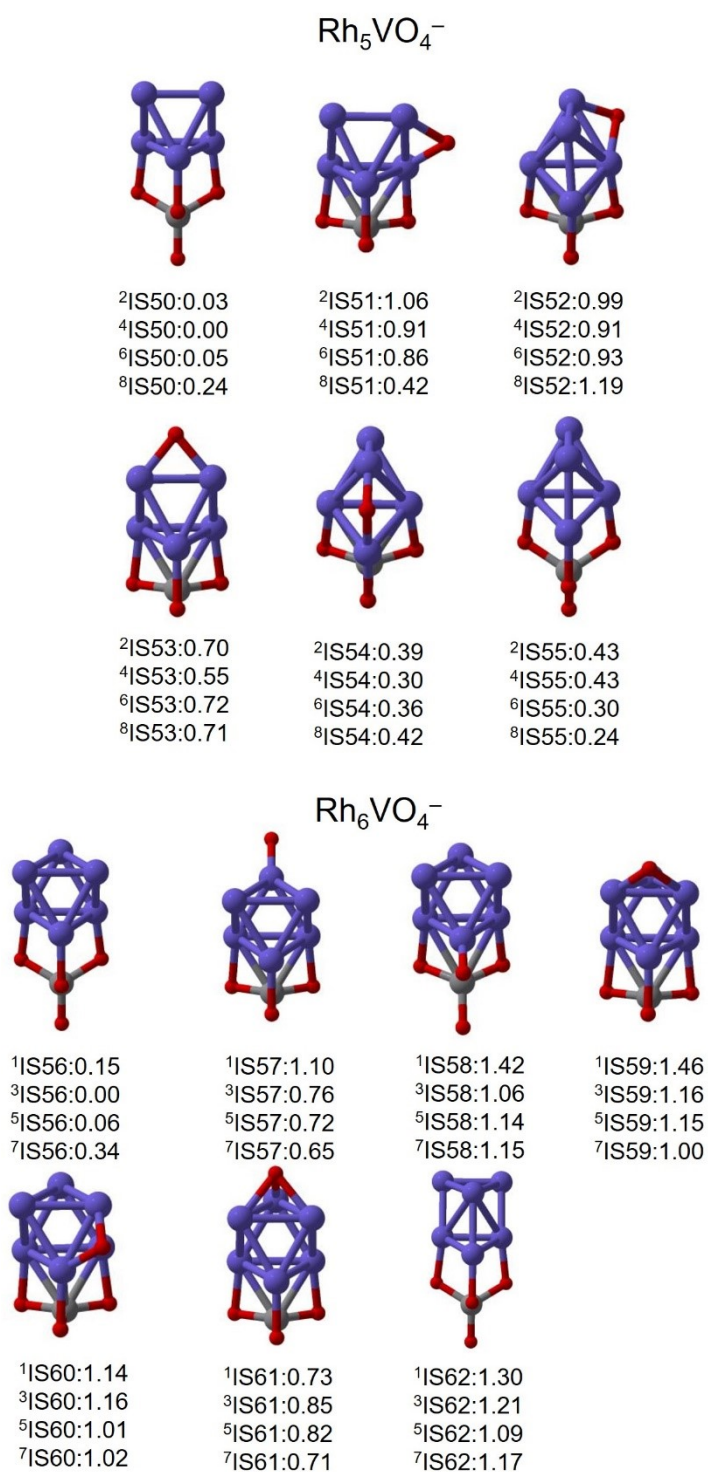 Rh₅VO₄⁻
²IS50:0.03 ²IS51:1.06 ²IS52:0.99
⁴IS50:0.00 ⁴IS51:0.91 ⁴IS52:0.91
⁶IS50:0.05 ⁶IS51:0.86 ⁶IS52:0.93
⁸IS50:0.24 ⁸IS51:0.42 ⁸IS52:1.19
²IS53:0.70 ²IS54:0.39 ²IS55:0.43
⁴IS53:0.55 ⁴IS54:0.30 ⁴IS55:0.43
⁶IS53:0.72 ⁶IS54:0.36 ⁶IS55:0.30
⁸IS53:0.71 ⁸IS54:0.42 ⁸IS55:0.24
Rh₆VO₄⁻
¹IS56:0.15 ¹IS57:1.10 ¹IS58:1.42 ¹IS59:1.46
³IS56:0.00 ³IS57:0.76 ³IS58:1.06 ³IS59:1.16
⁵IS56:0.06 ⁵IS57:0.72 ⁵IS58:1.14 ⁵IS59:1.15
⁷IS56:0.34 ⁷IS57:0.65 ⁷IS58:1.15 ⁷IS59:1.00
¹IS60:1.14 ¹IS61:0.73 ¹IS62:1.30
³IS60:1.16 ³IS61:0.85 ³IS62:1.21
⁵IS60:1.01 ⁵IS61:0.82 ⁵IS62:1.09
⁷IS60:1.02 ⁷IS61:0.71 ⁷IS62:1.17